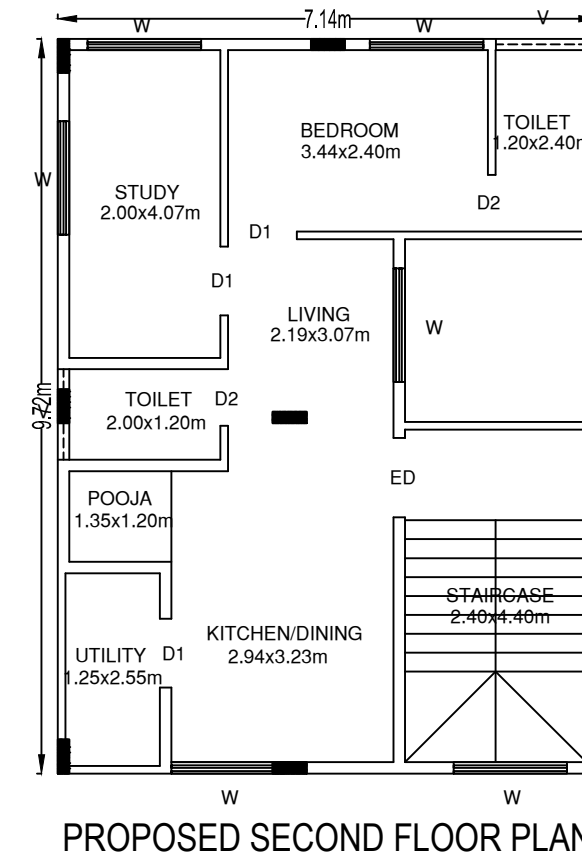 7.14m
W
W
V
BEDROOM
3.44x2.40m
TOILET
1.20x2.40m
W
STUDY
2.00x4.07m
D2
D1
D1
LIVING
2.19x3.07m
W
9.72m
TOILET
2.00x1.20m
D2
ED
POOJA
1.35x1.20m
STAIRCASE
2.40x4.40m
KITCHEN/DINING
2.94x3.23m
UTILITY
1.25x2.55m
D1
W
W
PROPOSED SECOND FLOOR PLAN